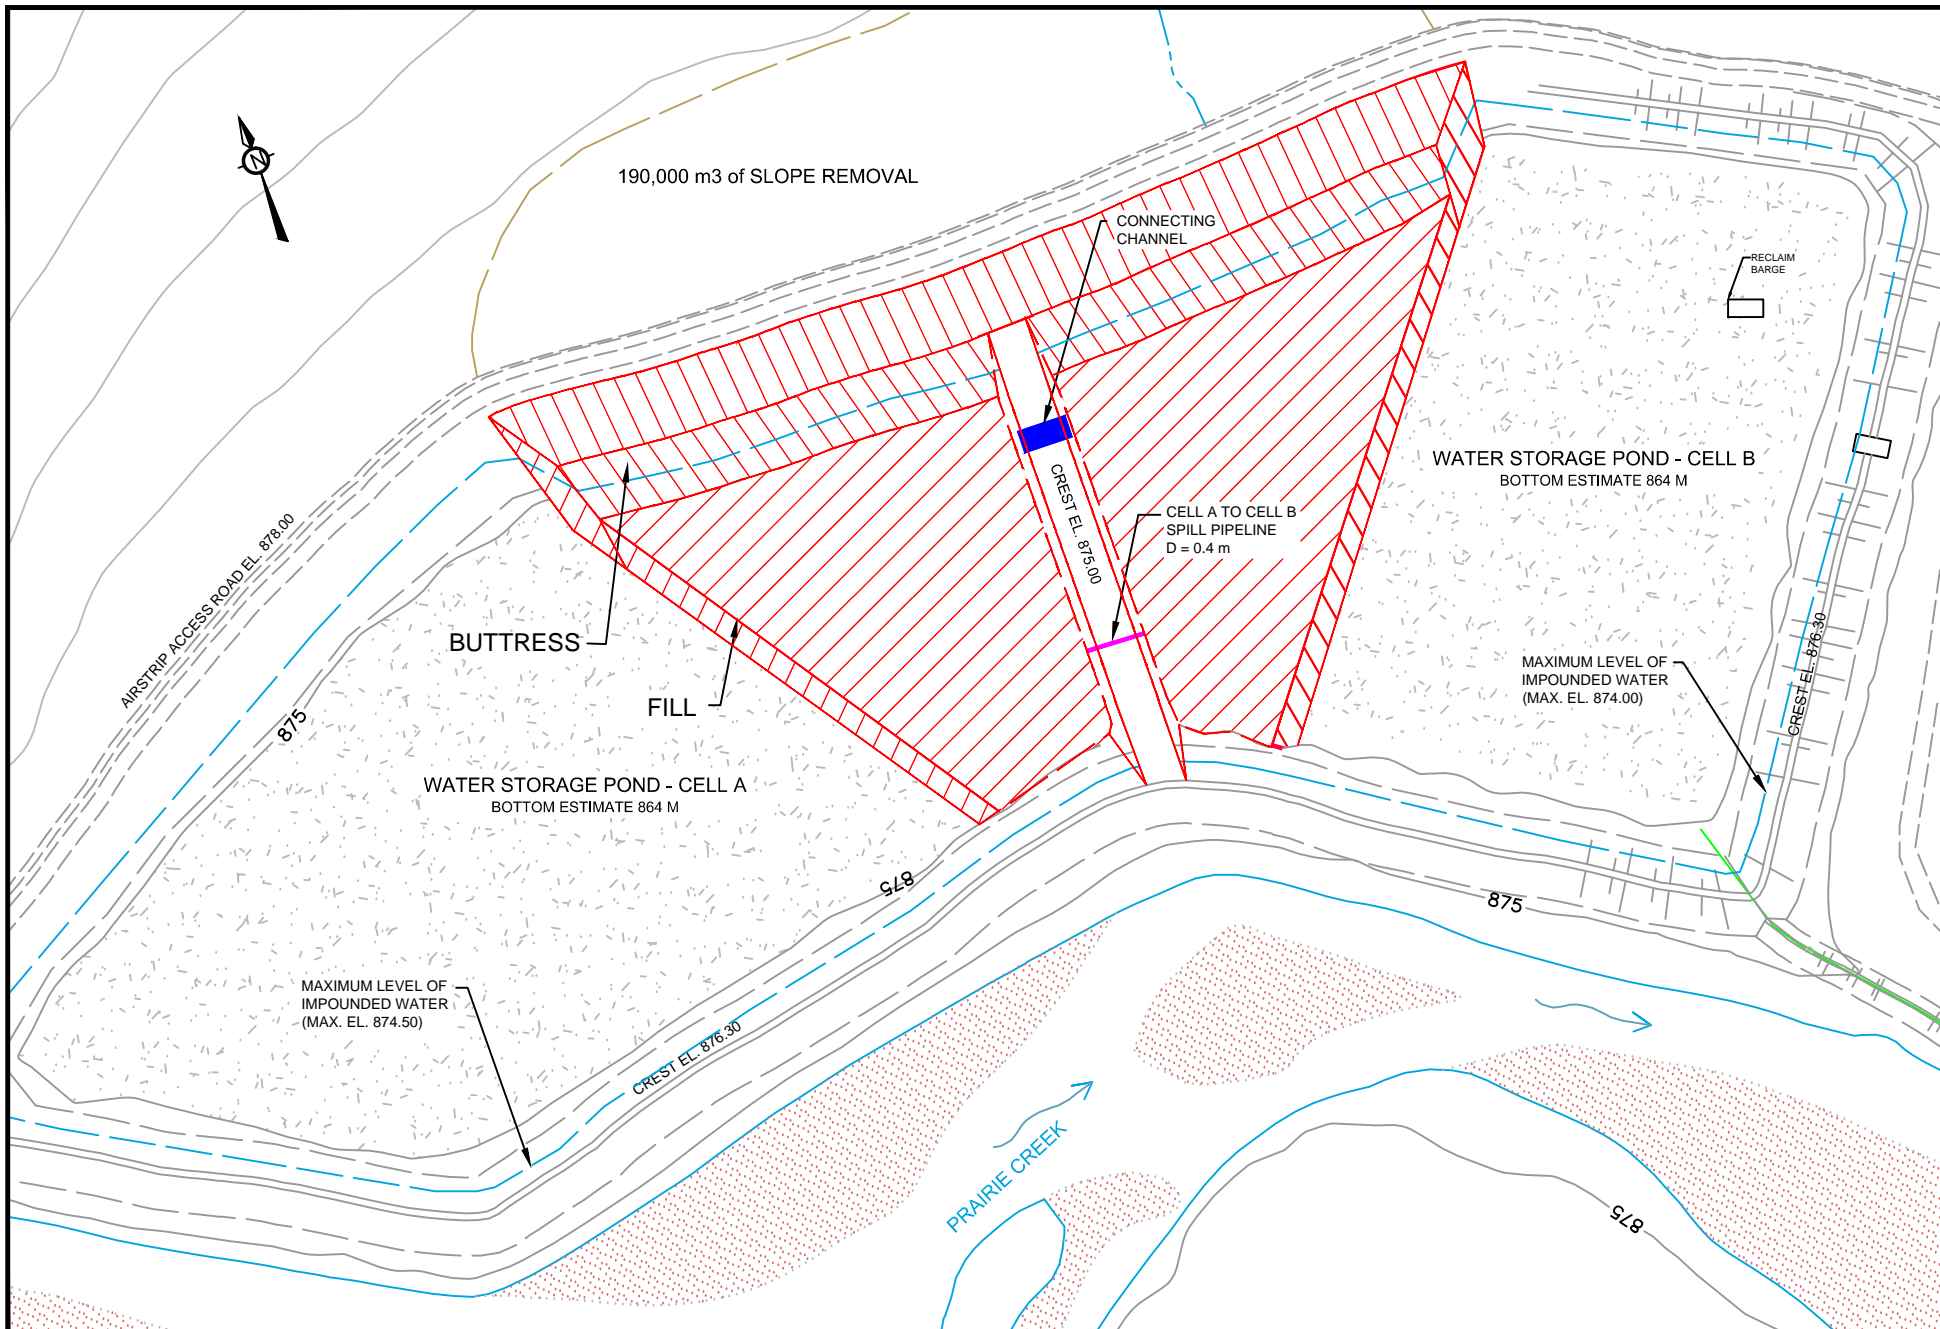 N
190,000 m3 of SLOPE REMOVAL
CONNECTING
CHANNEL
RECLAIM
BARGE
WATER STORAGE POND - CELL B
BOTTOM ESTIMATE 864 M
CREST EL. 875.00
CELL A TO CELL B
SPILL PIPELINE
D = 0.4 m
AIRSTRIP ACCESS ROAD EL. 878.00
BUTTRESS
FILL
MAXIMUM LEVEL OF
IMPOUNDED WATER
(MAX. EL. 874.00)
CREST EL. 876.30
875
WATER STORAGE POND - CELL A
BOTTOM ESTIMATE 864 M
875
875
MAXIMUM LEVEL OF
IMPOUNDED WATER
(MAX. EL. 874.50)
CREST EL. 876.30
PRAIRIE CREEK
875